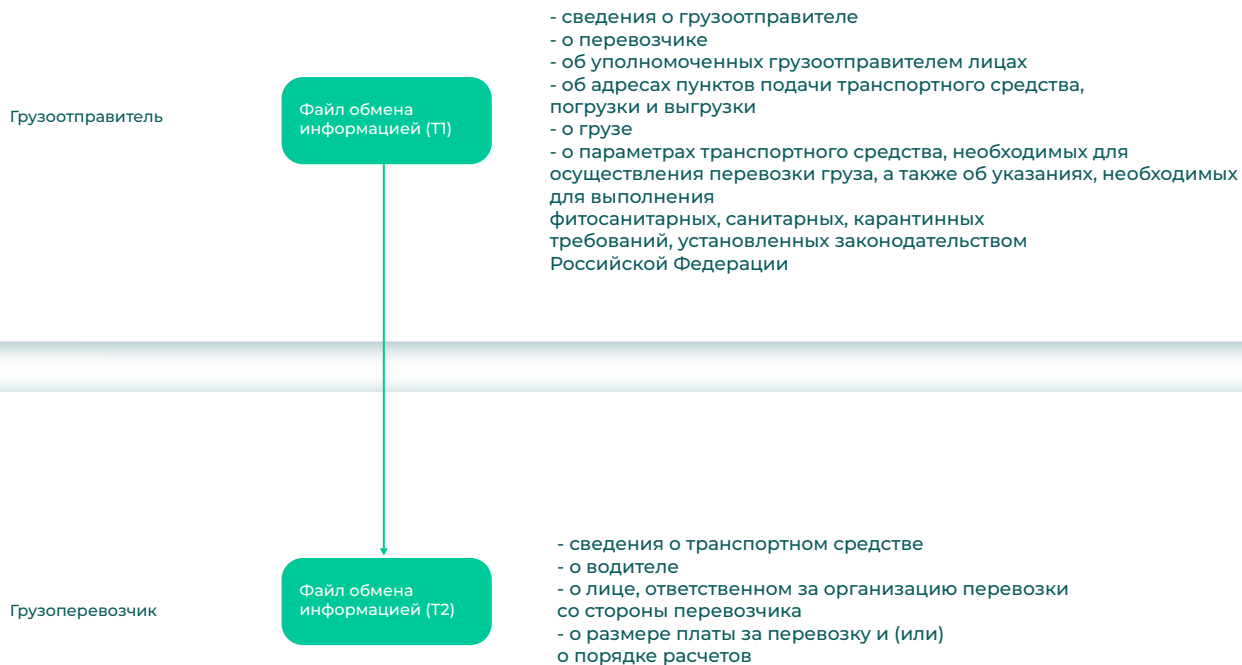 - сведения о грузоотправителе
- о перевозчике
- об уполномоченных грузоотправителем лицах
- об адресах пунктов подачи транспортного средства,
погрузки и выгрузки
- о грузе
- о параметрах транспортного средства, необходимых для
осуществления перевозки груза, а также об указаниях, необходимых
для выполнения
фитосанитарных, санитарных, карантинных
требований, установленных законодательством
Российской Федерации
Грузоотправитель
Файл обмена
информацией (Т1)
Грузоперевозчик
Файл обмена
информацией (Т2)
- сведения о транспортном средстве
- о водителе
- о лице, ответственном за организацию перевозки
со стороны перевозчика
- о размере платы за перевозку и (или)
о порядке расчетов